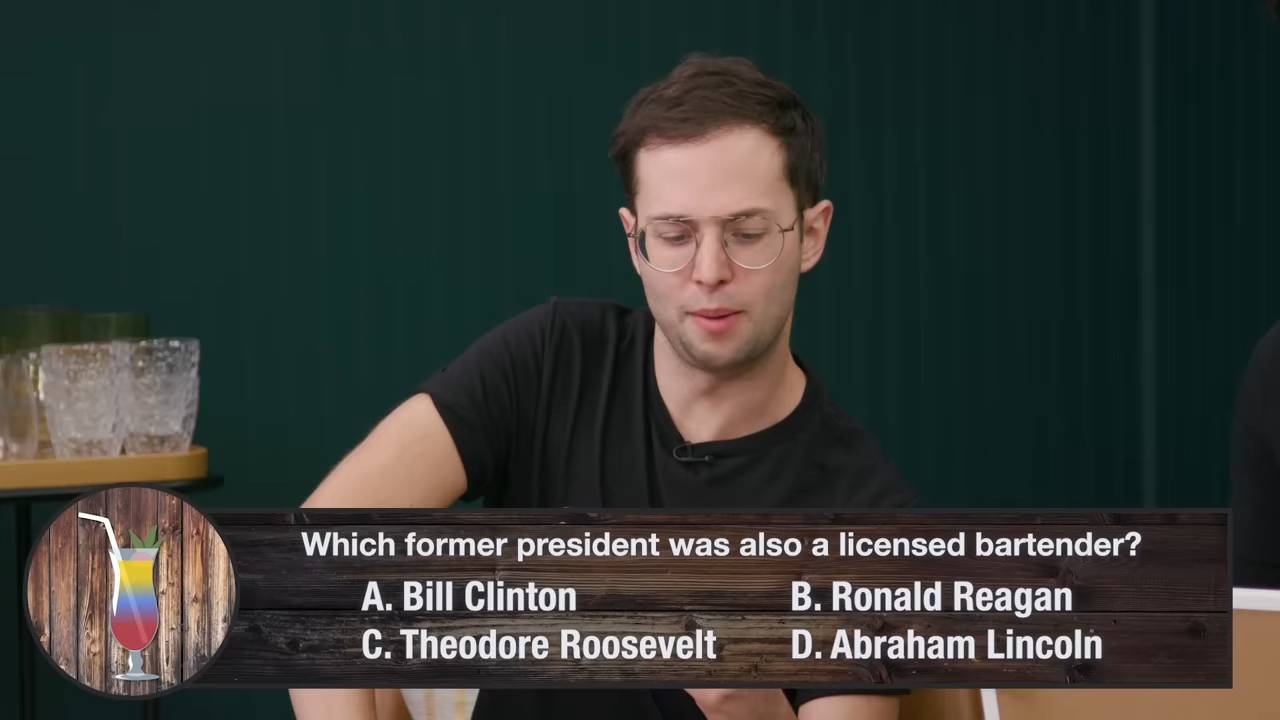 Which former president was also a licensed bartender?
A. Bill Clinton
B. Ronald Reagan
C. Theodore Roosevelt
D. Abraham Lincoln